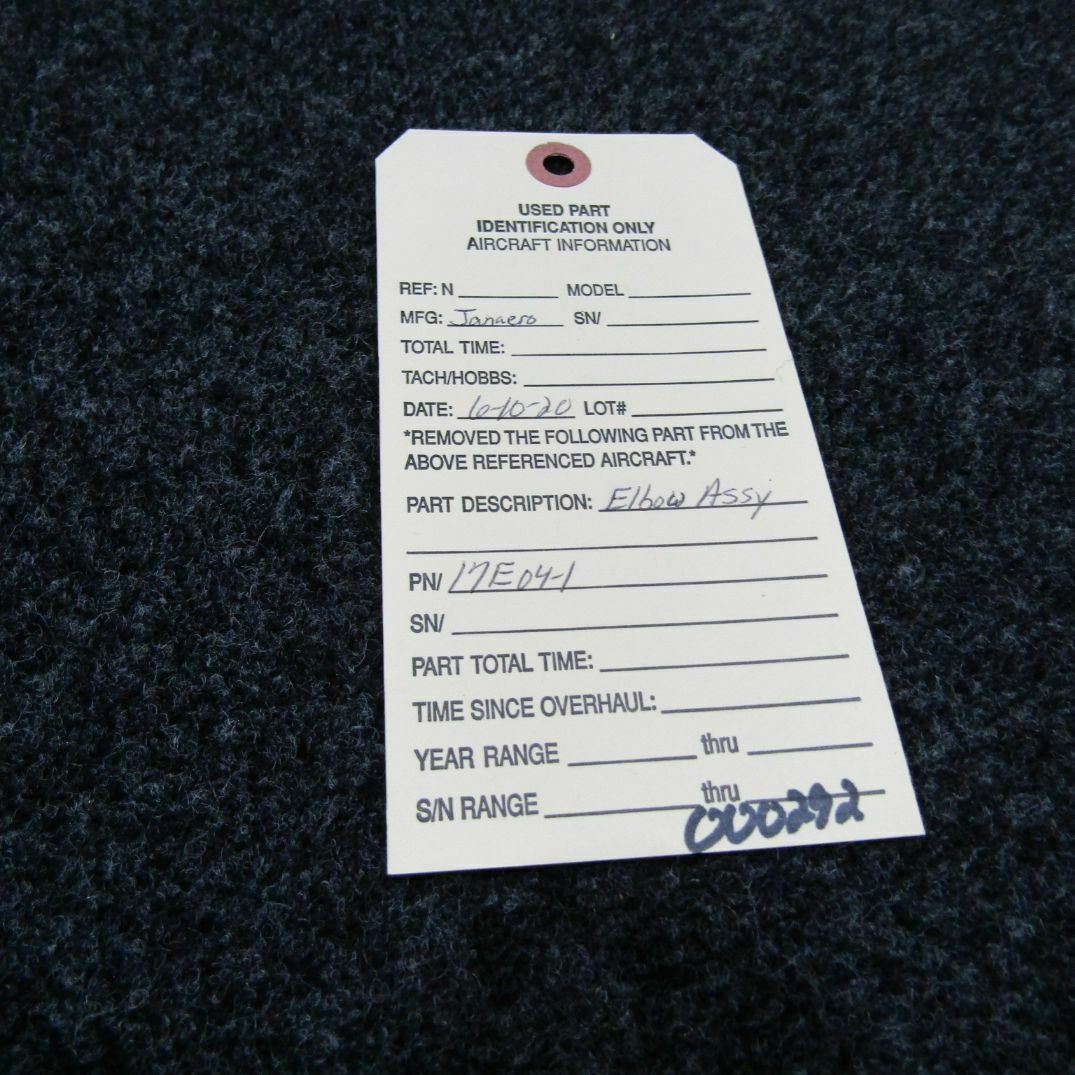 USED PART
IDENTIFICATION ONLY
AIRCRAFT INFORMATION
REF: N MODEL
MFG: Janaero SN/
TOTAL TIME:
TACH/HOBBS:
DATE: 6-10-20 LOT#
*REMOVED THE FOLLOWING PART FROM THE
ABOVE REFERENCED AIRCRAFT.*
PART DESCRIPTION: Elbow Assy
PN/ 17E04-1
SN/
PART TOTAL TIME:
TIME SINCE OVERHAUL:
YEAR RANGE thru
S/N RANGE thru
000292